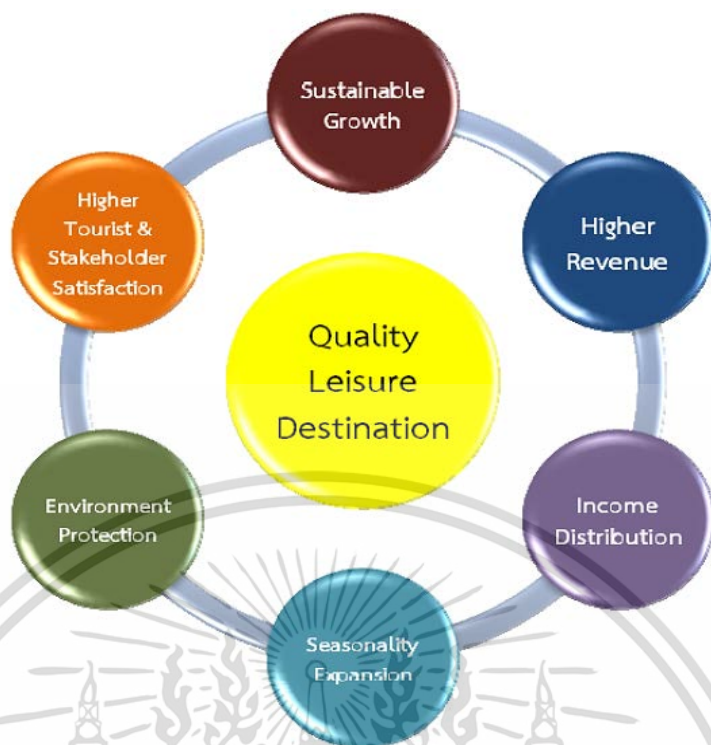 Sustainable
Growth
Higher
Revenue
Income
Distribution
Seasonality
Expansion
Environment
Protection
Higher
Tourist &
Stakeholder
Satisfaction
Quality
Leisure
Destination